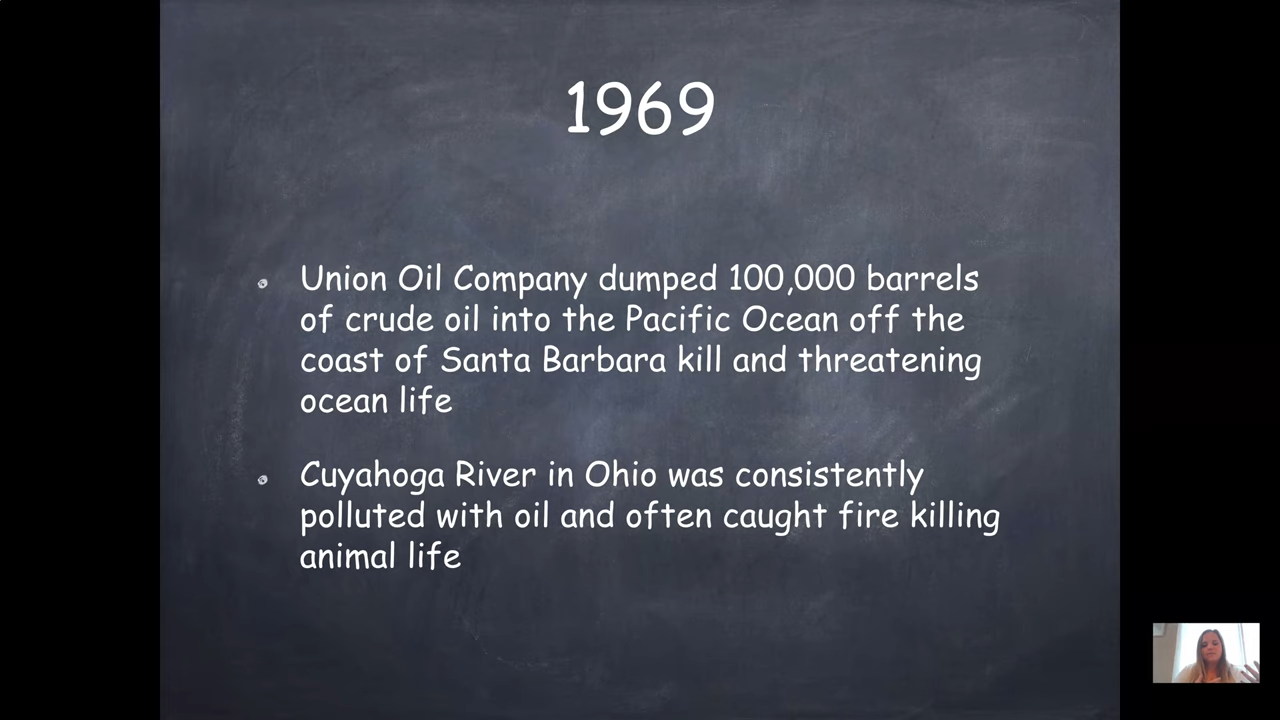 1969
Union Oil Company dumped 100,000 barrels
of crude oil into the Pacific Ocean off the
coast of Santa Barbara kill and threatening
ocean life
Cuyahoga River in Ohio was consistently
polluted with oil and often caught fire killing
animal life